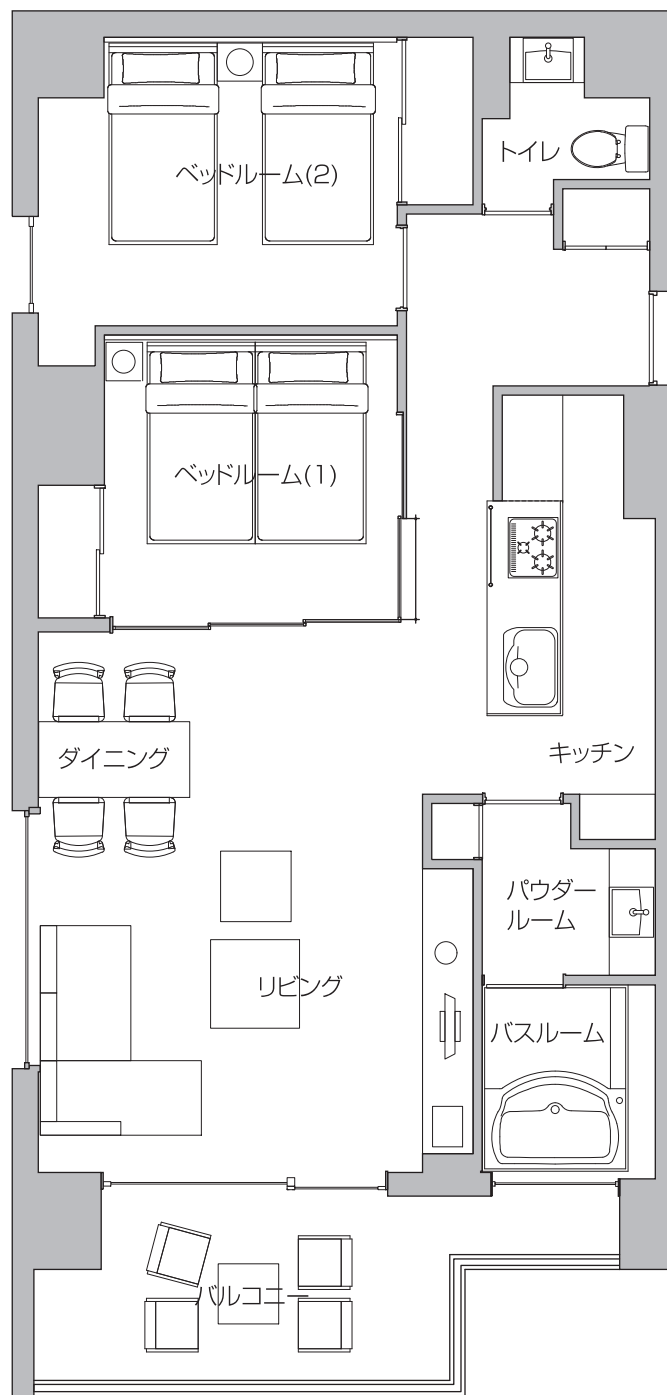 トイレ
ベッドルーム(2)
ベッドルーム(1)
ダイニング
キッチン
パウダー
ルーム
リビング
バスルーム
バルコニー